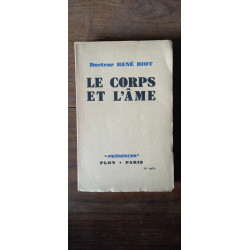 Docteur RENÉ BIOT
LE CORPS
ET L'ÂME
"PRÉSENCES"
PLON • PARIS